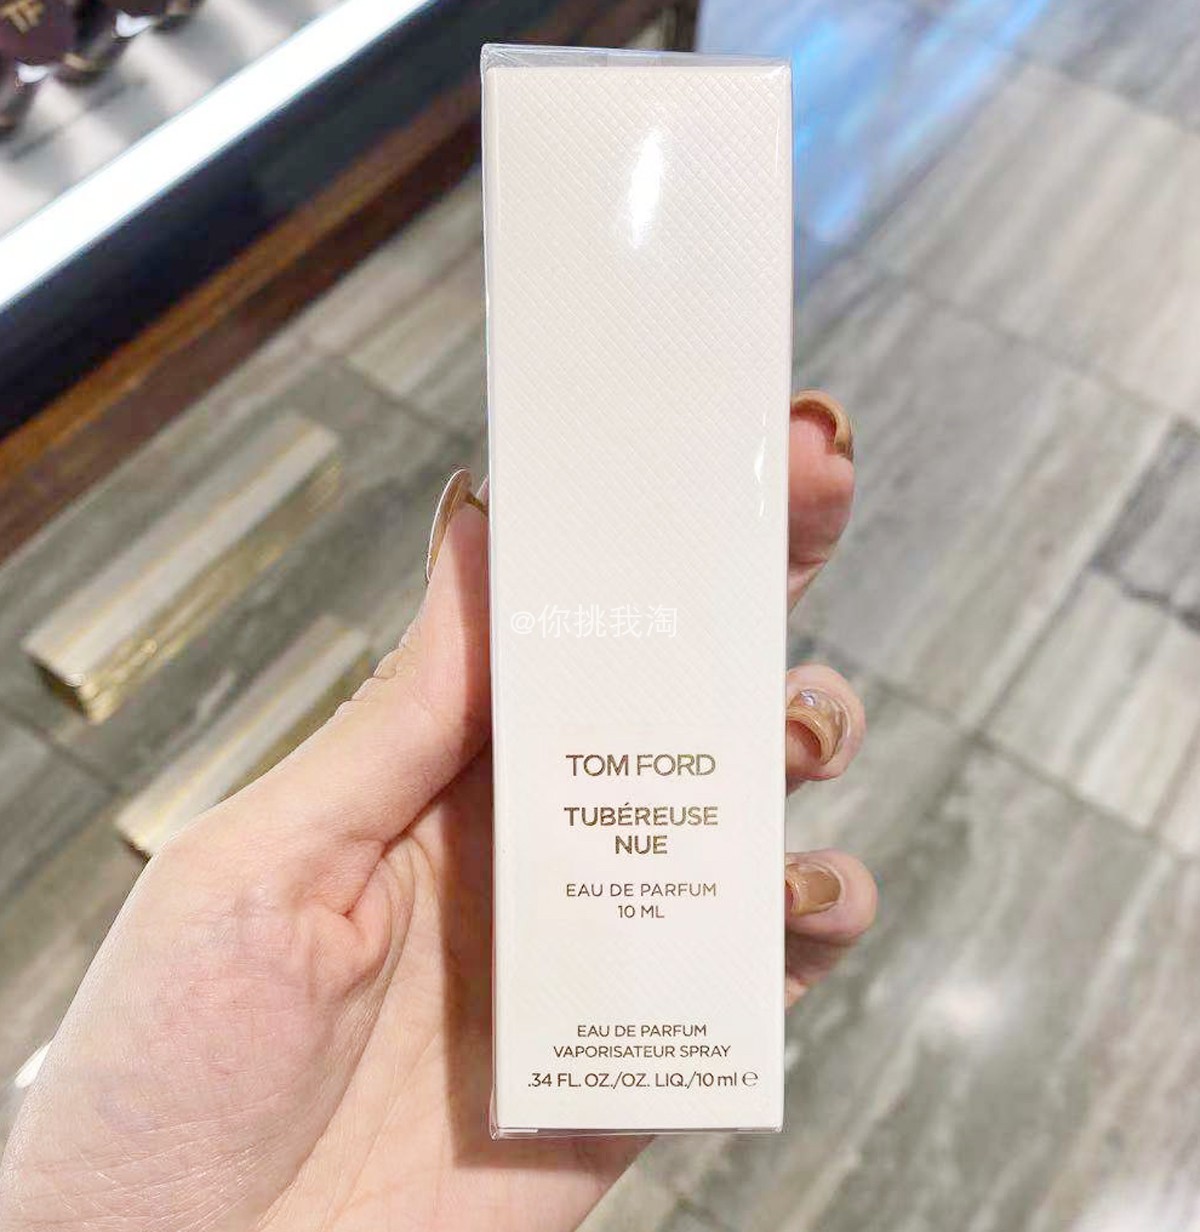 TF
@你挑我淘
TOM FORD
TUBÉREUSE
NUE
EAU DE PARFUM
10 ML
EAU DE PARFUM
VAPORISATEUR SPRAY
.34 FL. OZ./OZ. LIQ./10 ml ℮